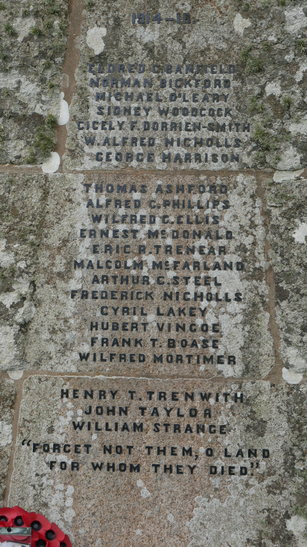 1914-18
ELDRED C. BANFIELD
NORMAN BICKFORD
MICHAEL O'LEARY
SIDNEY WOODCOCK
CICELY F. DORRIEN-SMITH
W. ALFRED NICHOLLS
GEORGE HARRISON
THOMAS ASHFORD
ALFRED C. PHILLIPS
WILFRED C. ELLIS
ERNEST McDONALD
ERIC R. TRENEAR
MALCOLM McFARLAND
ARTHUR C. STEEL
FREDERICK NICHOLLS
CYRIL LAKEY
HUBERT VINGOE
FRANK T. BOASE
WILFRED MORTIMER
HENRY T. TRENWITH
JOHN TAYLOR
WILLIAM STRANGE
"FORGET NOT THEM, O LAND
FOR WHOM THEY DIED"